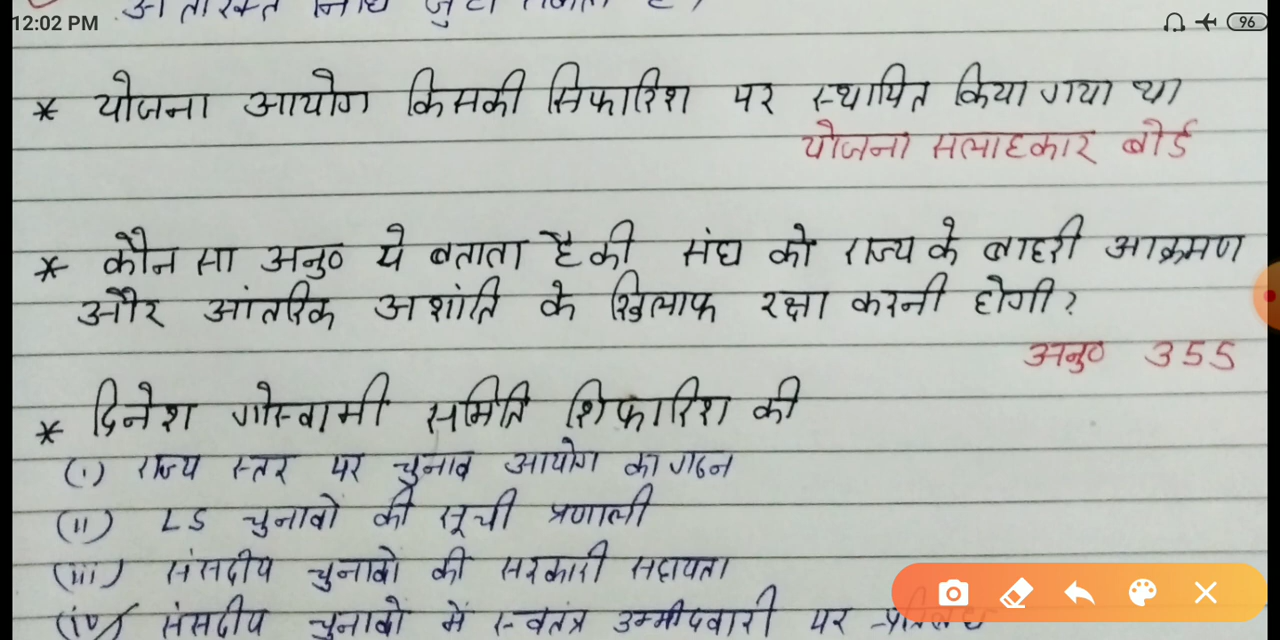 12:02 PM
96
* योजना आयोग किसकी सिफारिश पर स्थापित किया गया था
योजना सलाहकार बोर्ड
* कौन सा अनु० ये बताता है की संघ को राज्य के बाहरी आक्रमण
और आंतरिक अशांति के खिलाफ रक्षा करनी होगी?
अनु० 355
* दिनेश गोस्वामी समिति शिफारिश की
(i) राज्य स्तर पर चुनाव आयोग का गठन
(ii) LS चुनावों की सूची प्रणाली
(iii) संसदीय चुनावों की सरकारी सहायता
(iv) संसदीय चुनावों में स्वतंत्र उम्मीदवारी पर